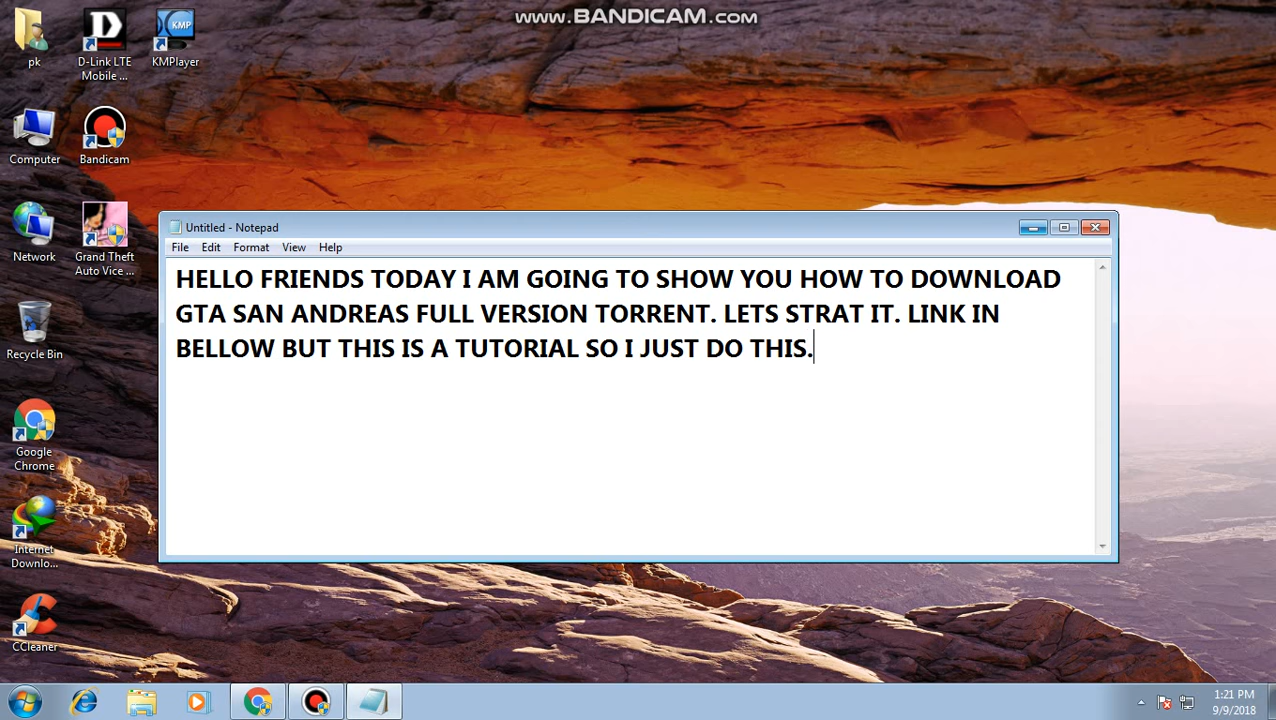 www.BANDICAM.com
pk
D-Link LTE
Mobile ...
KMP
KMPlayer
Computer
Bandicam
Network
Grand Theft
Auto Vice ...
Recycle Bin
Google
Chrome
Internet
Downlo...
CCleaner
Untitled - Notepad
File Edit Format View Help
HELLO FRIENDS TODAY I AM GOING TO SHOW YOU HOW TO DOWNLOAD
GTA SAN ANDREAS FULL VERSION TORRENT. LETS STRAT IT. LINK IN
BELLOW BUT THIS IS A TUTORIAL SO I JUST DO THIS.
1:21 PM
9/9/2018